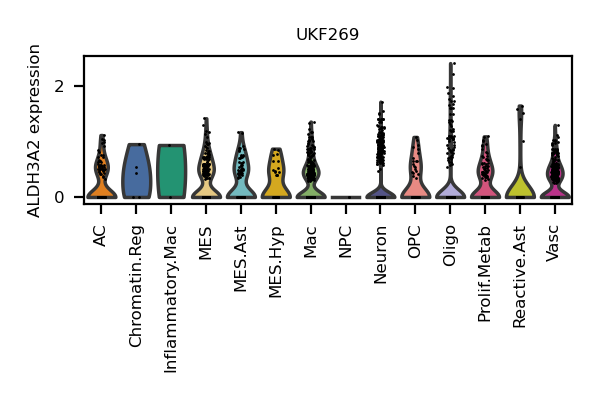 UKF269
ALDH3A2 expression
2
0
AC
Chromatin.Reg
Inflammatory.Mac
MES
MES.Ast
MES.Hyp
Mac
NPC
Neuron
OPC
Oligo
Prolif.Metab
Reactive.Ast
Vasc